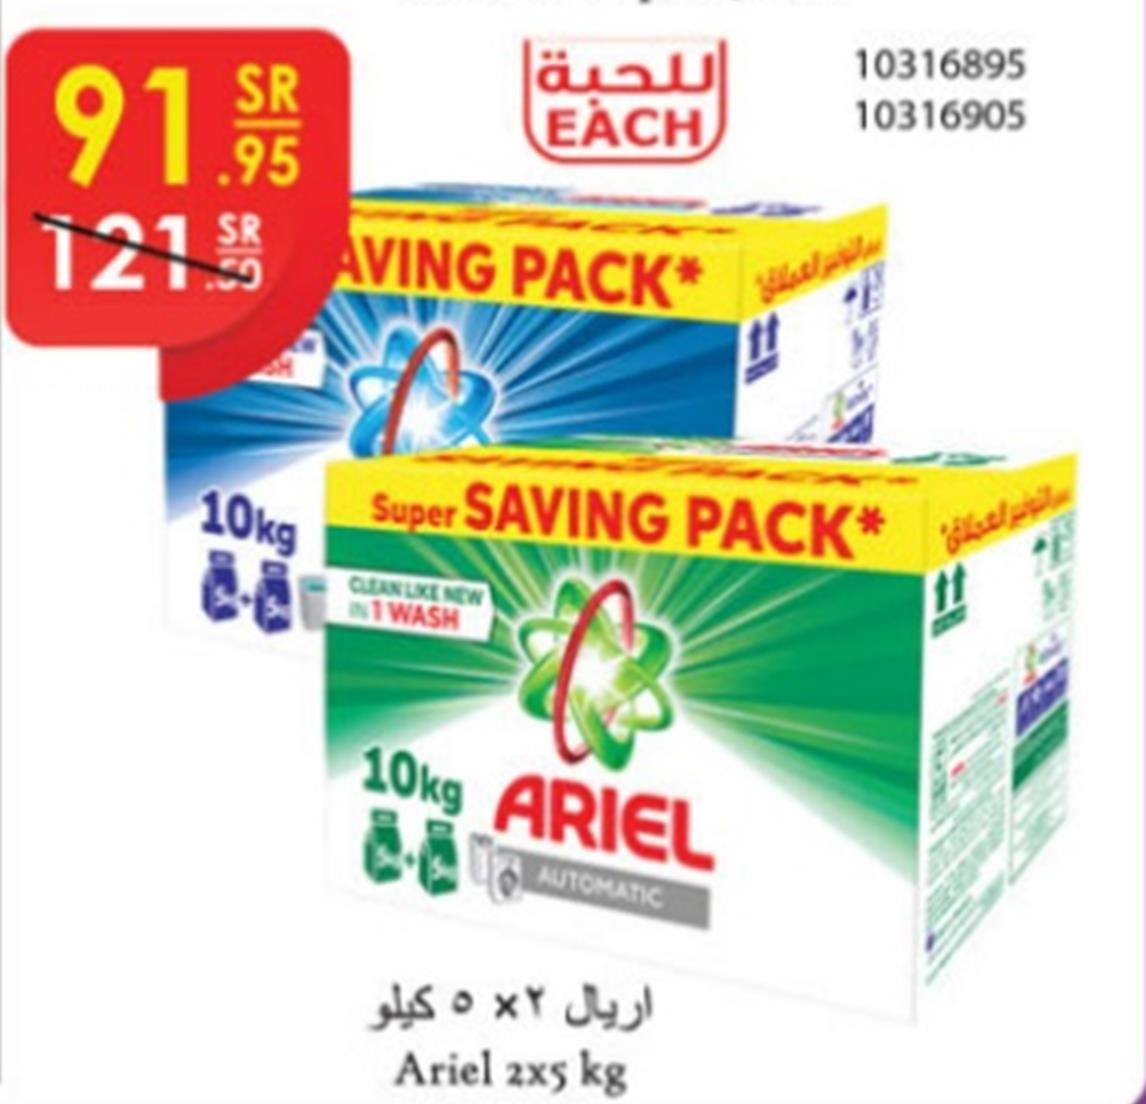 91 SR .95
121 SR .50
للحبة
EACH
10316895
10316905
AVING PACK*
10kg
Super SAVING PACK*
CLEAN LIKE NEW
IN 1 WASH
10kg
ARIEL
AUTOMATIC
اريال ٢× ٥ كيلو
Ariel 2x5 kg